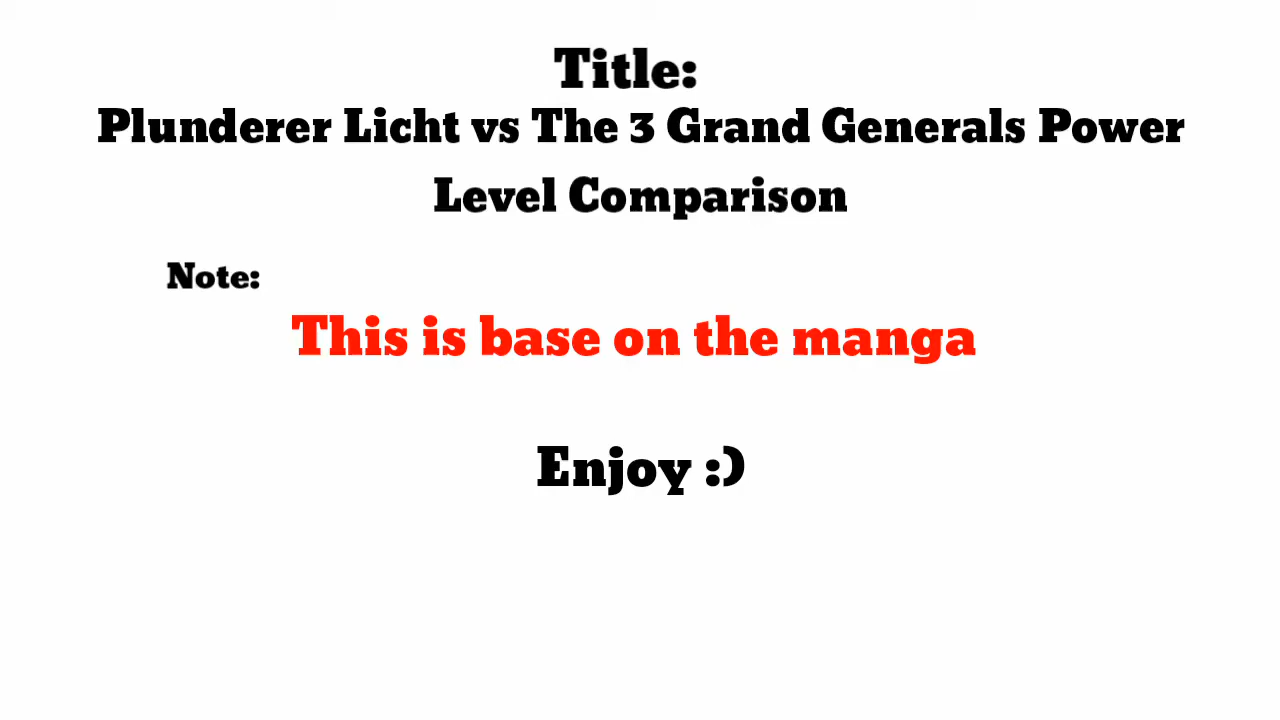 Title:
Plunderer Licht vs The 3 Grand Generals Power
Level Comparison
Note:
This is base on the manga
Enjoy :)